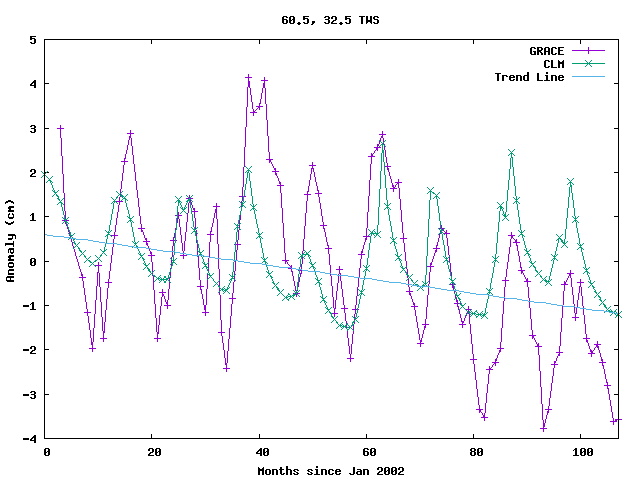 60.5, 32.5 TWS
GRACE
CLM
Trend Line
Anomaly (cm)
5
4
3
2
1
0
-1
-2
-3
-4
0 20 40 60 80 100
Months since Jan 2002